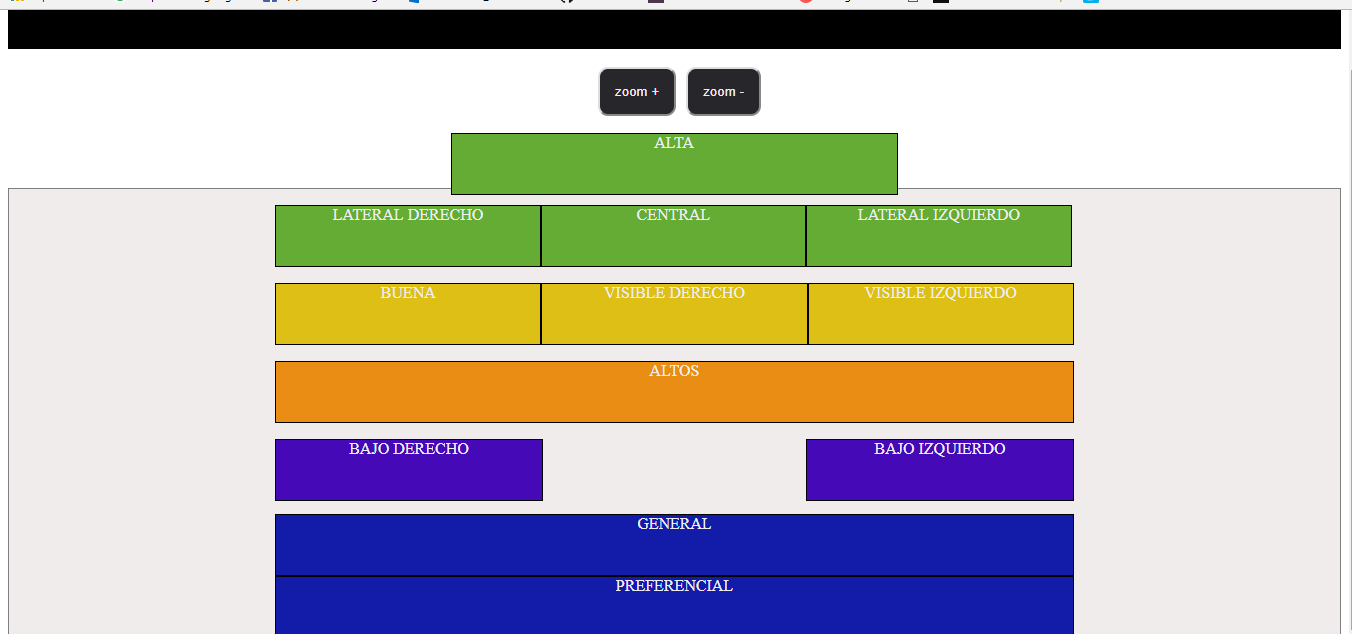 zoom + zoom -
ALTA
LATERAL DERECHO CENTRAL LATERAL IZQUIERDO
BUENA VISIBLE DERECHO VISIBLE IZQUIERDO
ALTOS
BAJO DERECHO BAJO IZQUIERDO
GENERAL
PREFERENCIAL